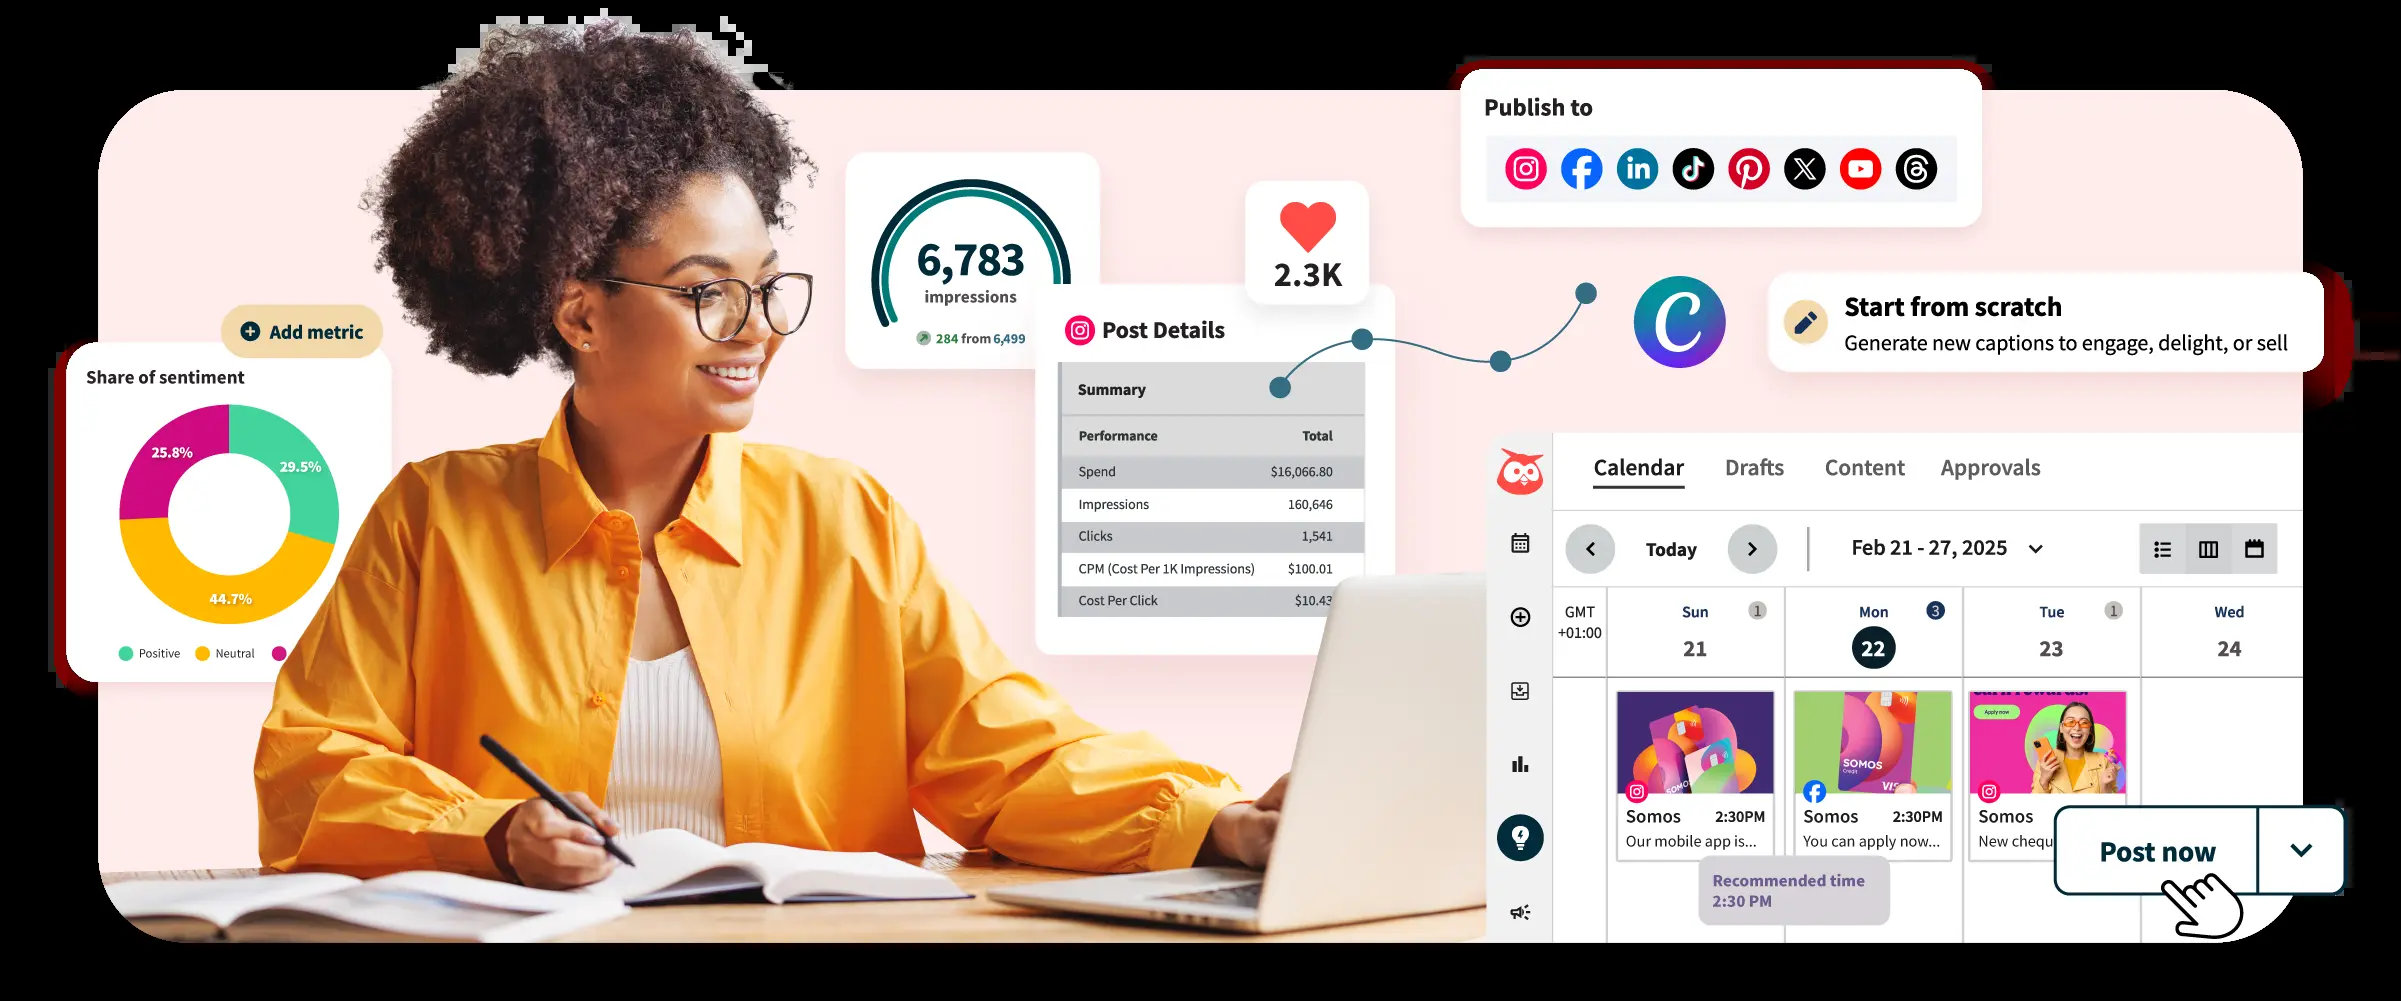 Publish to
6,783
impressions
284 from 6,499
2.3K
Start from scratch
Generate new captions to engage, delight, or sell
Add metric
Share of sentiment
25.8%
29.5%
44.7%
Positive
Neutral
Post Details
Summary
Performance Total
Spend $16,066.80
Impressions 160,646
Clicks 1,541
CPM (Cost Per 1K Impressions) $100.01
Cost Per Click $10.43
Calendar Drafts Content Approvals
Today
Feb 21 - 27, 2025
GMT
+01:00
Sun 1
21
Mon 3
22
Tue 1
23
Wed
24
SOMOS
Credit
Apply now
Somos 2:30PM
Our mobile app is...
Somos 2:30PM
You can apply now...
Somos
New chequ
Recommended time
2:30 PM
Post now